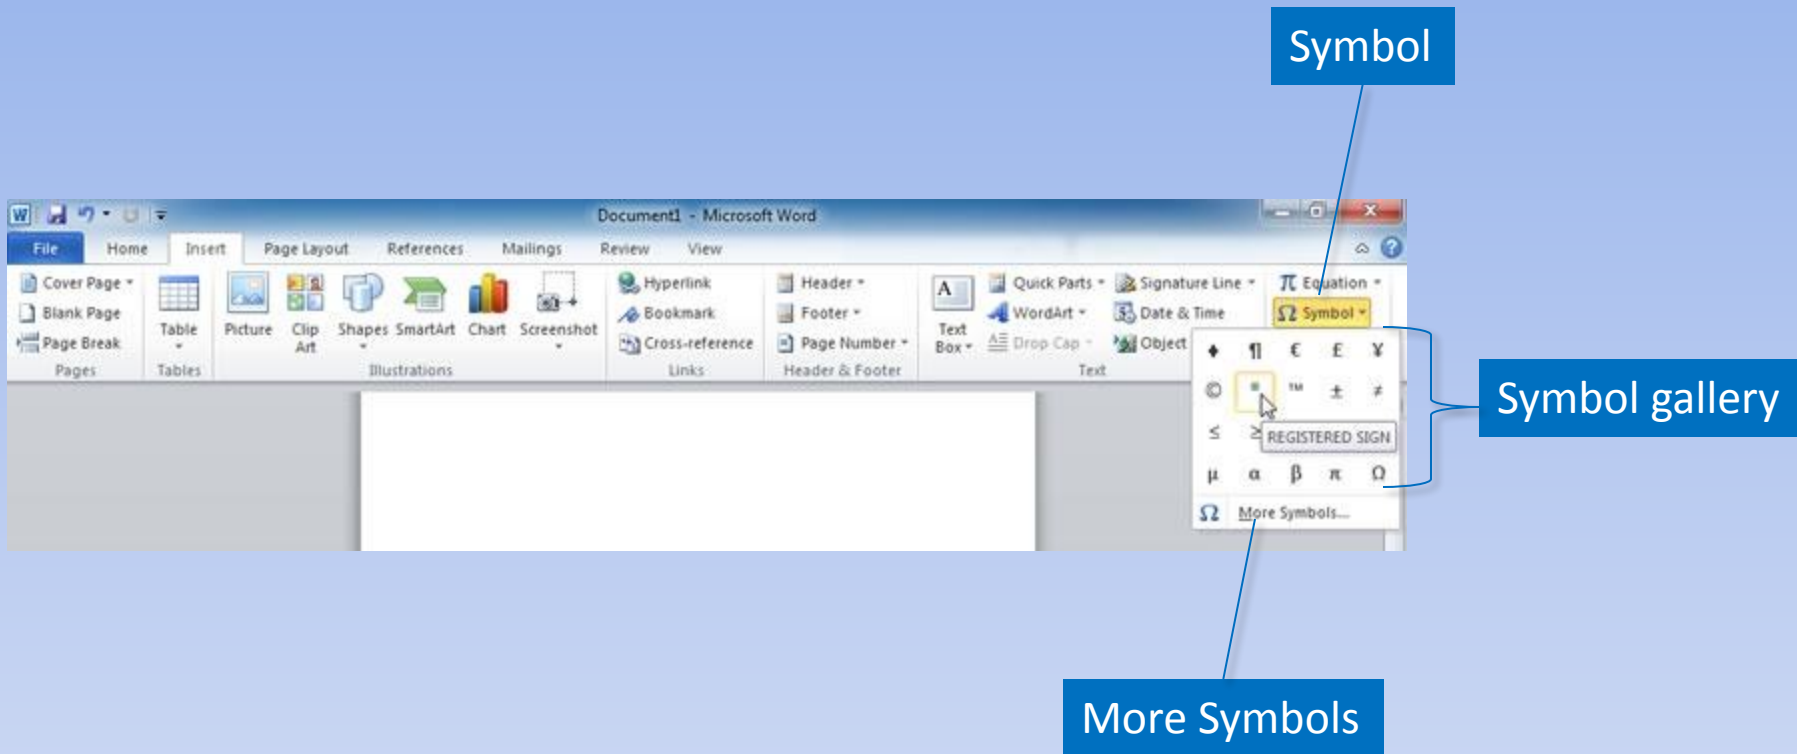 Symbol
Document1 - Microsoft Word
File Home Insert Page Layout References Mailings Review View
Cover Page
Blank Page
Page Break
Pages
Table
Tables
Picture
Clip Art
Shapes
SmartArt
Chart
Screenshot
Illustrations
Hyperlink
Bookmark
Cross-reference
Links
Header
Footer
Page Number
Header & Footer
A
Text Box
Quick Parts
WordArt
Drop Cap
Signature Line
Date & Time
Object
Text
π Equation
Ω Symbol
♦ ¶ € £ ¥
© ™ ± ≠
≤ ≥
REGISTERED SIGN
µ α β π Ω
Ω More Symbols...
Symbol gallery
More Symbols